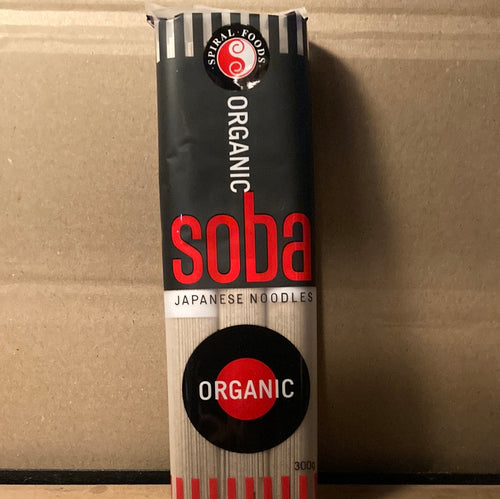 SPIRAL · FOODS
ORGANIC
soba
JAPANESE NOODLES
ORGANIC
300g